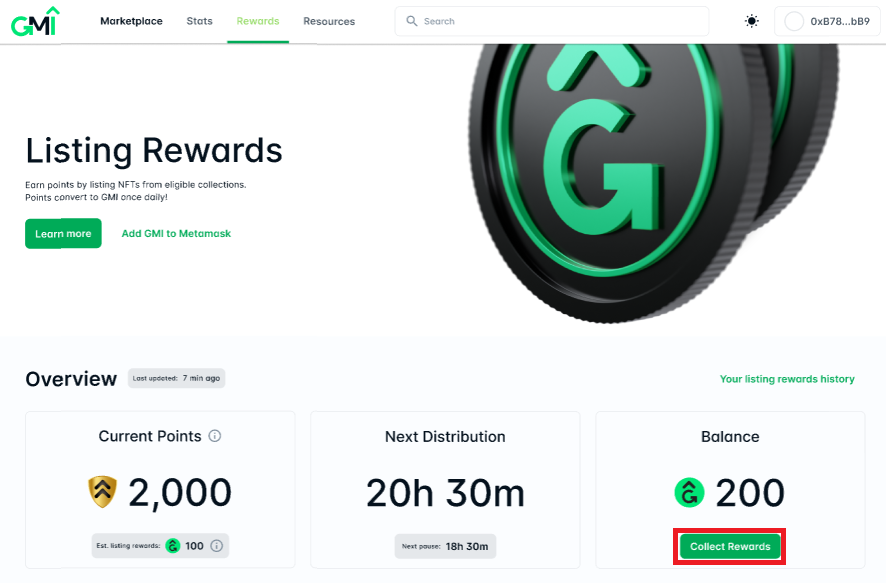 GMI
Marketplace
Stats
Rewards
Resources
Search
0xB78...bB9
Listing Rewards
Earn points by listing NFTs from eligible collections.
Points convert to GMI once daily!
Learn more
Add GMI to Metamask
Overview
Last updated: 7 min ago
Your listing rewards history
Current Points
2,000
Est. listing rewards: 100
Next Distribution
20h 30m
Next pause: 18h 30m
Balance
200
Collect Rewards